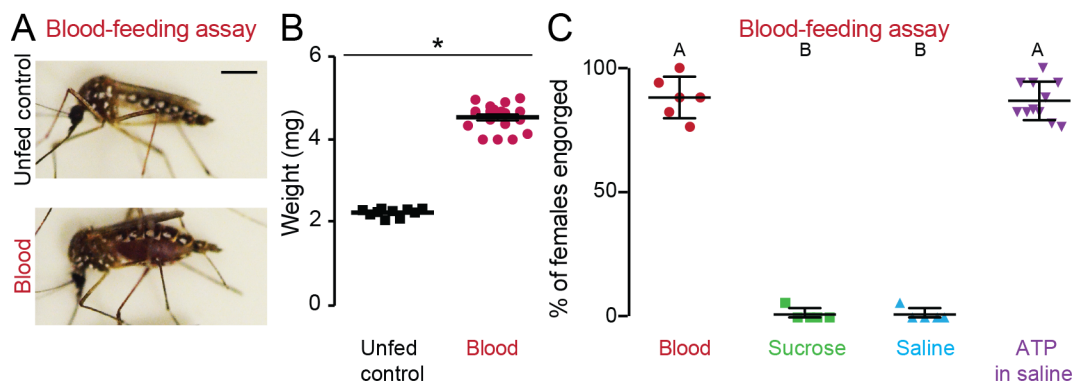 A
Blood-feeding assay
Unfed control
Blood
B
*
Weight (mg)
6
4
2
0
Unfed
control
Blood
C
Blood-feeding assay
A
B
B
A
% of females engorged
100
50
0
Blood
Sucrose
Saline
ATP
in saline